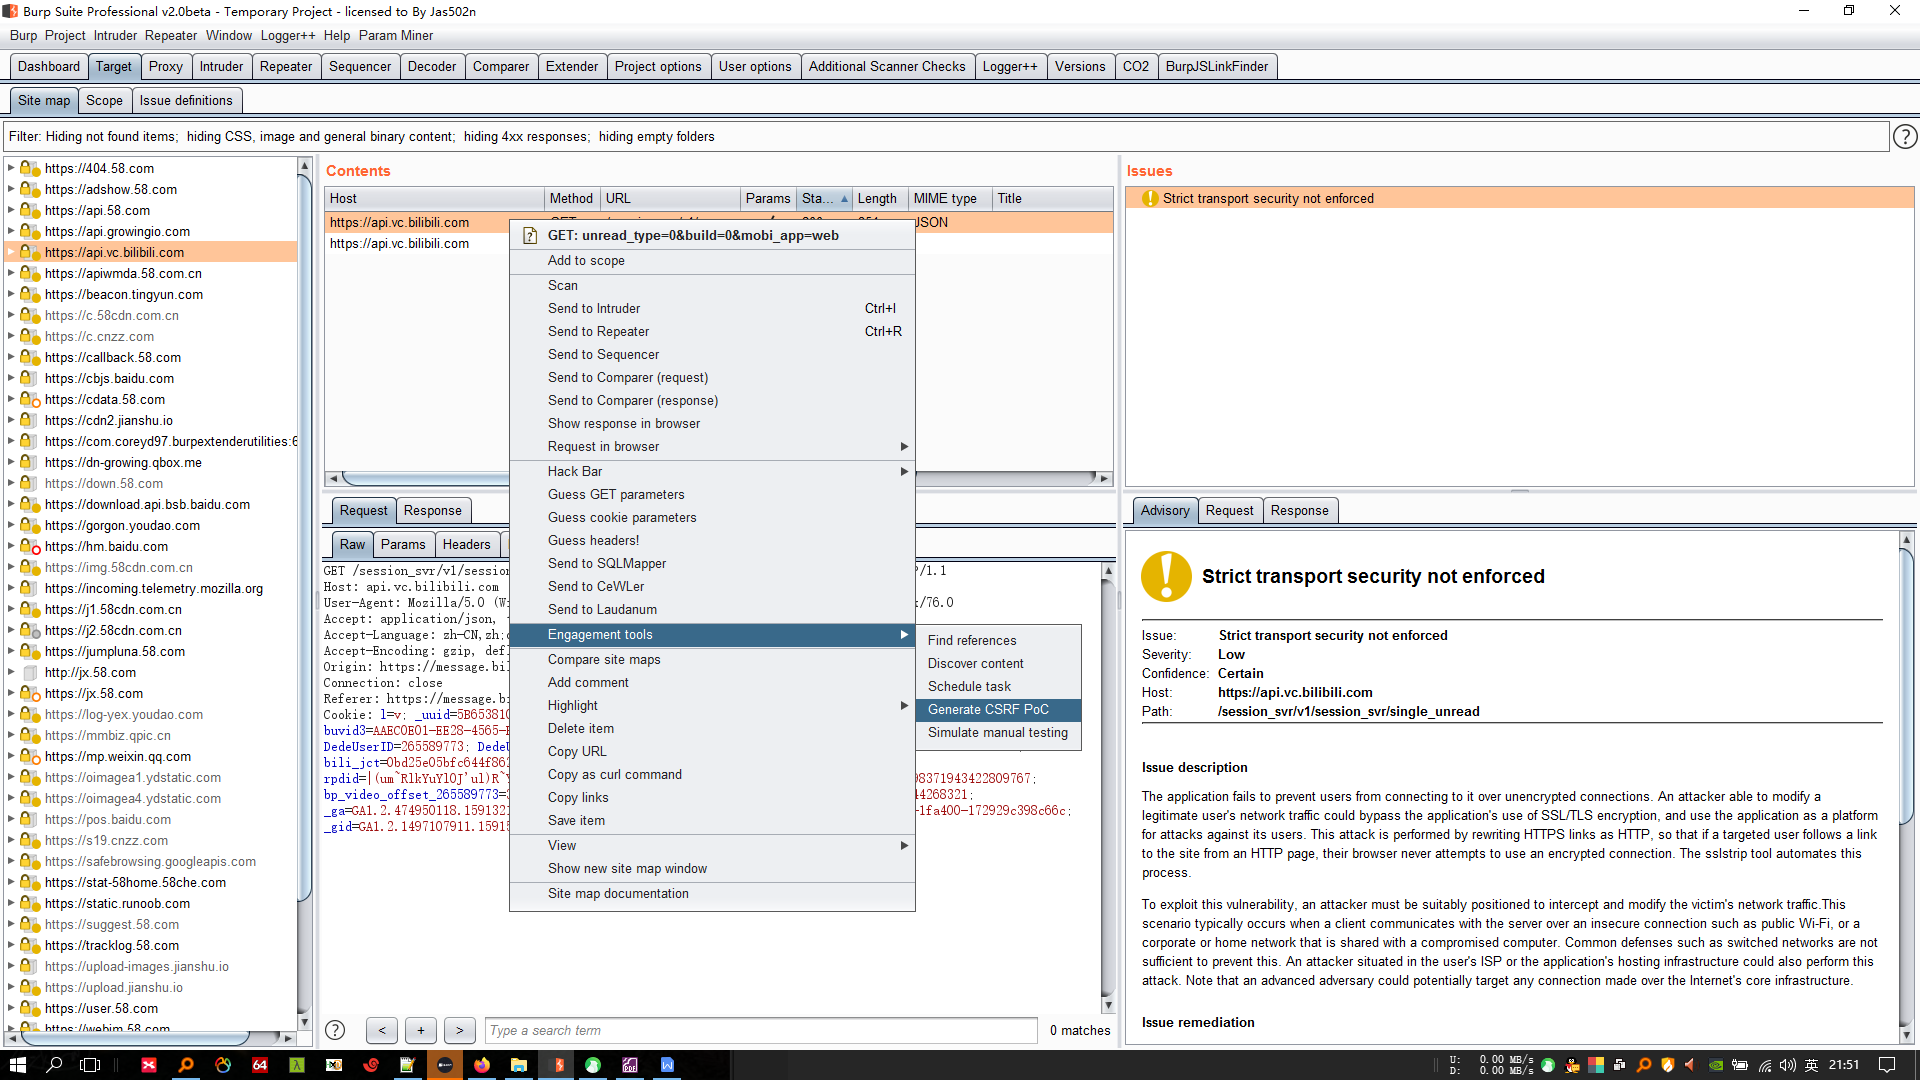 Burp Suite Professional v2.0beta - Temporary Project - licensed to By Jas502n
Burp Project Intruder Repeater Window Logger++ Help Param Miner
Dashboard Target Proxy Intruder Repeater Sequencer Decoder Comparer Extender Project options User options Additional Scanner Checks Logger++ Versions CO2 BurpJSLinkFinder
Site map Scope Issue definitions
Filter: Hiding not found items; hiding CSS, image and general binary content; hiding 4xx responses; hiding empty folders
?
https://404.58.com
https://adshow.58.com
https://api.58.com
https://api.growingio.com
https://api.vc.bilibili.com
https://apiwmda.58.com.cn
https://beacon.tingyun.com
https://c.58cdn.com.cn
https://c.cnzz.com
https://callback.58.com
https://cbjs.baidu.com
https://cdata.58.com
https://cdn2.jianshu.io
https://com.coreyd97.burpextenderutilities:6
https://dn-growing.qbox.me
https://down.58.com
https://download.api.bsb.baidu.com
https://gorgon.youdao.com
https://hm.baidu.com
https://img.58cdn.com.cn
https://incoming.telemetry.mozilla.org
https://j1.58cdn.com.cn
https://j2.58cdn.com.cn
https://jumpluna.58.com
http://jx.58.com
https://jx.58.com
https://log-yex.youdao.com
https://mmbiz.qpic.cn
https://mp.weixin.qq.com
https://oimagea1.ydstatic.com
https://oimagea4.ydstatic.com
https://pos.baidu.com
https://s19.cnzz.com
https://safebrowsing.googleapis.com
https://stat-58home.58che.com
https://static.runoob.com
https://suggest.58.com
https://tracklog.58.com
https://upload-images.jianshu.io
https://upload.jianshu.io
https://user.58.com
https://webim.58.com
Contents
Host Method URL Params Sta... Length MIME type Title
https://api.vc.bilibili.com JSON
https://api.vc.bilibili.com
GET: unread_type=0&build=0&mobi_app=web
Add to scope
Scan
Send to Intruder Ctrl+I
Send to Repeater Ctrl+R
Send to Sequencer
Send to Comparer (request)
Send to Comparer (response)
Show response in browser
Request in browser
Hack Bar
Guess GET parameters
Guess cookie parameters
Guess headers!
Send to SQLMapper
Send to CeWLer
Send to Laudanum
Engagement tools
Compare site maps
Add comment
Highlight
Delete item
Copy URL
Copy as curl command
Copy links
Save item
View
Show new site map window
Site map documentation
Find references
Discover content
Schedule task
Generate CSRF PoC
Simulate manual testing
Request Response
Raw Params Headers
GET /session_svr/v1/session /1.1
Host: api.vc.bilibili.com
User-Agent: Mozilla/5.0 (Wi /76.0
Accept: application/json,
Accept-Language: zh-CN,zh;
Accept-Encoding: gzip, defl
Origin: https://message.bil
Connection: close
Referer: https://message.bi
Cookie: l=v; _uuid=5B653810
buvid3=AAEC0E01-EE28-4565-
DedeUserID=265589773; DedeU
bili_jct=0bd25e05bfc644f862
rpdid=|(um~RlkYuYl0J'ul)R~Y 98371943422809767;
bp_video_offset_265589773=3 44268321;
_ga=GA1.2.474950118.1591321 -1fa400-172929c398c66c;
_gid=GA1.2.1497107911.15915
? < + > Type a search term 0 matches
Issues
Strict transport security not enforced
Advisory Request Response
Strict transport security not enforced
Issue: Strict transport security not enforced
Severity: Low
Confidence: Certain
Host: https://api.vc.bilibili.com
Path: /session_svr/v1/session_svr/single_unread
Issue description
The application fails to prevent users from connecting to it over unencrypted connections. An attacker able to modify a
legitimate user's network traffic could bypass the application's use of SSL/TLS encryption, and use the application as a platform
for attacks against its users. This attack is performed by rewriting HTTPS links as HTTP, so that if a targeted user follows a link
to the site from an HTTP page, their browser never attempts to use an encrypted connection. The sslstrip tool automates this
process.
To exploit this vulnerability, an attacker must be suitably positioned to intercept and modify the victim's network traffic.This
scenario typically occurs when a client communicates with the server over an insecure connection such as public Wi-Fi, or a
corporate or home network that is shared with a compromised computer. Common defenses such as switched networks are not
sufficient to prevent this. An attacker situated in the user's ISP or the application's hosting infrastructure could also perform this
attack. Note that an advanced adversary could potentially target any connection made over the Internet's core infrastructure.
Issue remediation
64
U: 0.00 MB/s
D: 0.00 MB/s
英 21:51